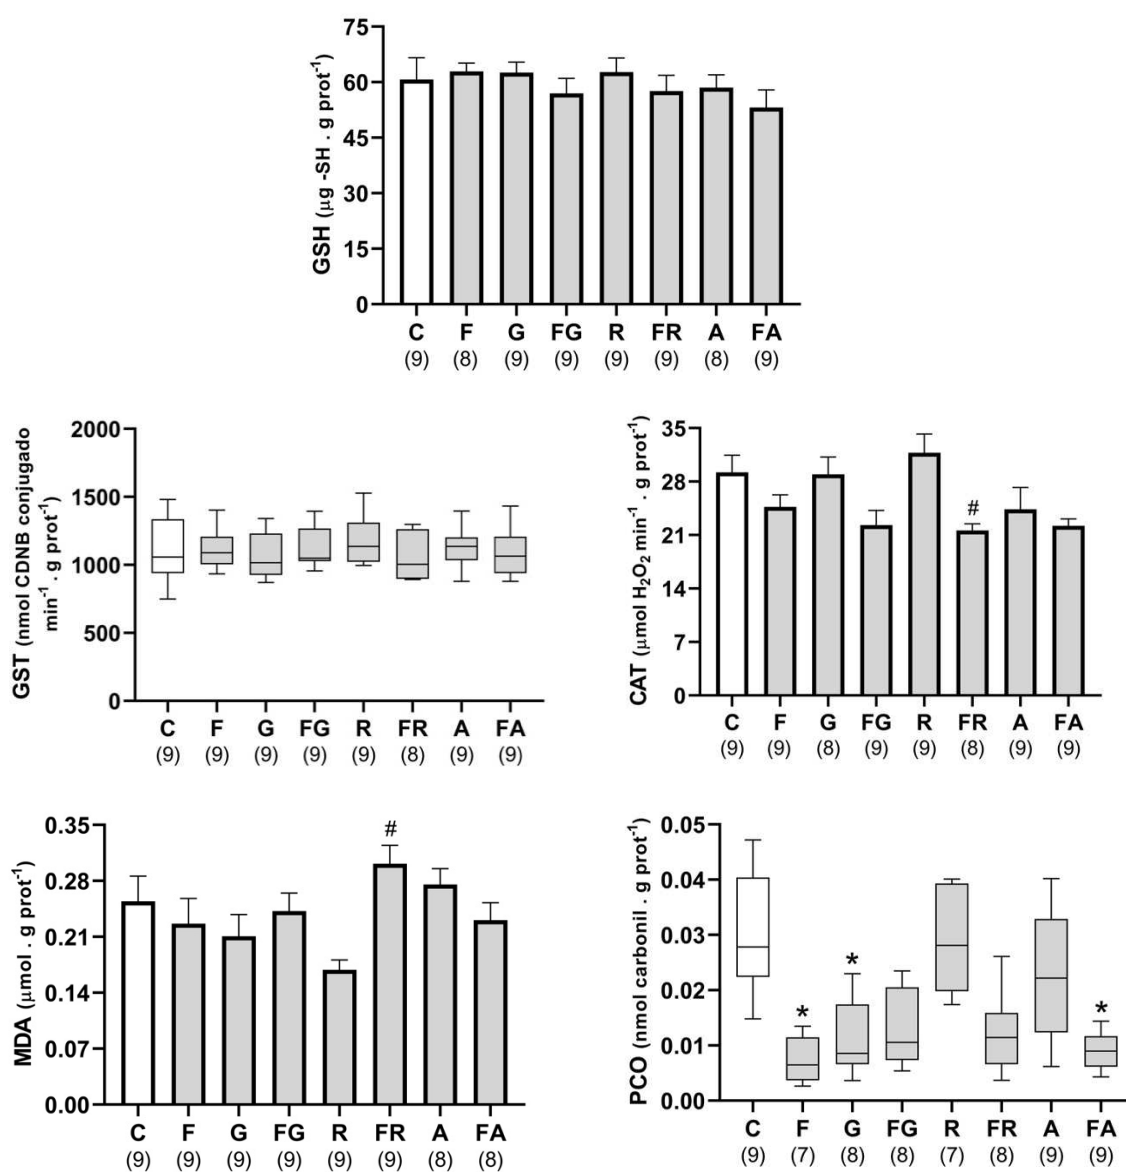 GSH (µg -SH . g prot⁻¹)
75
60
45
30
15
0
C F G FG R FR A FA
(9) (8) (9) (9) (9) (9) (8) (9)
GST (nmol CDNB conjugado
min⁻¹ . g prot⁻¹)
2000
1500
1000
500
0
C F G FG R FR A FA
(9) (9) (9) (9) (9) (8) (9) (9)
CAT (µmol H₂O₂ min⁻¹ . g prot⁻¹)
35
28
21
14
7
0
#
C F G FG R FR A FA
(9) (9) (8) (9) (9) (8) (9) (9)
MDA (µmol . g prot⁻¹)
0.35
0.28
0.21
0.14
0.07
0.00
#
C F G FG R FR A FA
(9) (9) (9) (9) (9) (9) (8) (8)
PCO (nmol carbonil . g prot⁻¹)
0.05
0.04
0.03
0.02
0.01
0.00
* * *
C F G FG R FR A FA
(9) (7) (8) (8) (7) (8) (9) (9)